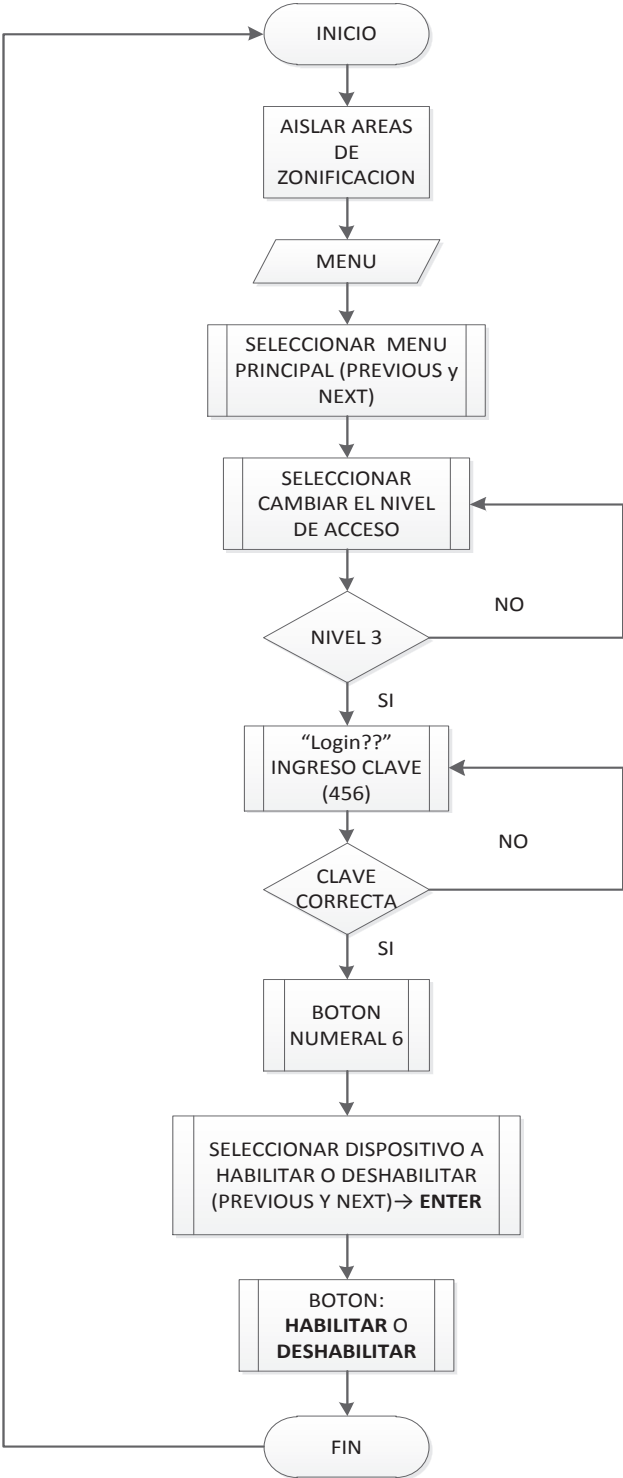 INICIO
AISLAR AREAS
DE
ZONIFICACION
MENU
SELECCIONAR MENU
PRINCIPAL (PREVIOUS y
NEXT)
SELECCIONAR
CAMBIAR EL NIVEL
DE ACCESO
NO
NIVEL 3
SI
“Login??”
INGRESO CLAVE
(456)
NO
CLAVE
CORRECTA
SI
BOTON
NUMERAL 6
SELECCIONAR DISPOSITIVO A
HABILITAR O DESHABILITAR
(PREVIOUS Y NEXT)→ ENTER
BOTON:
HABILITAR O
DESHABILITAR
FIN